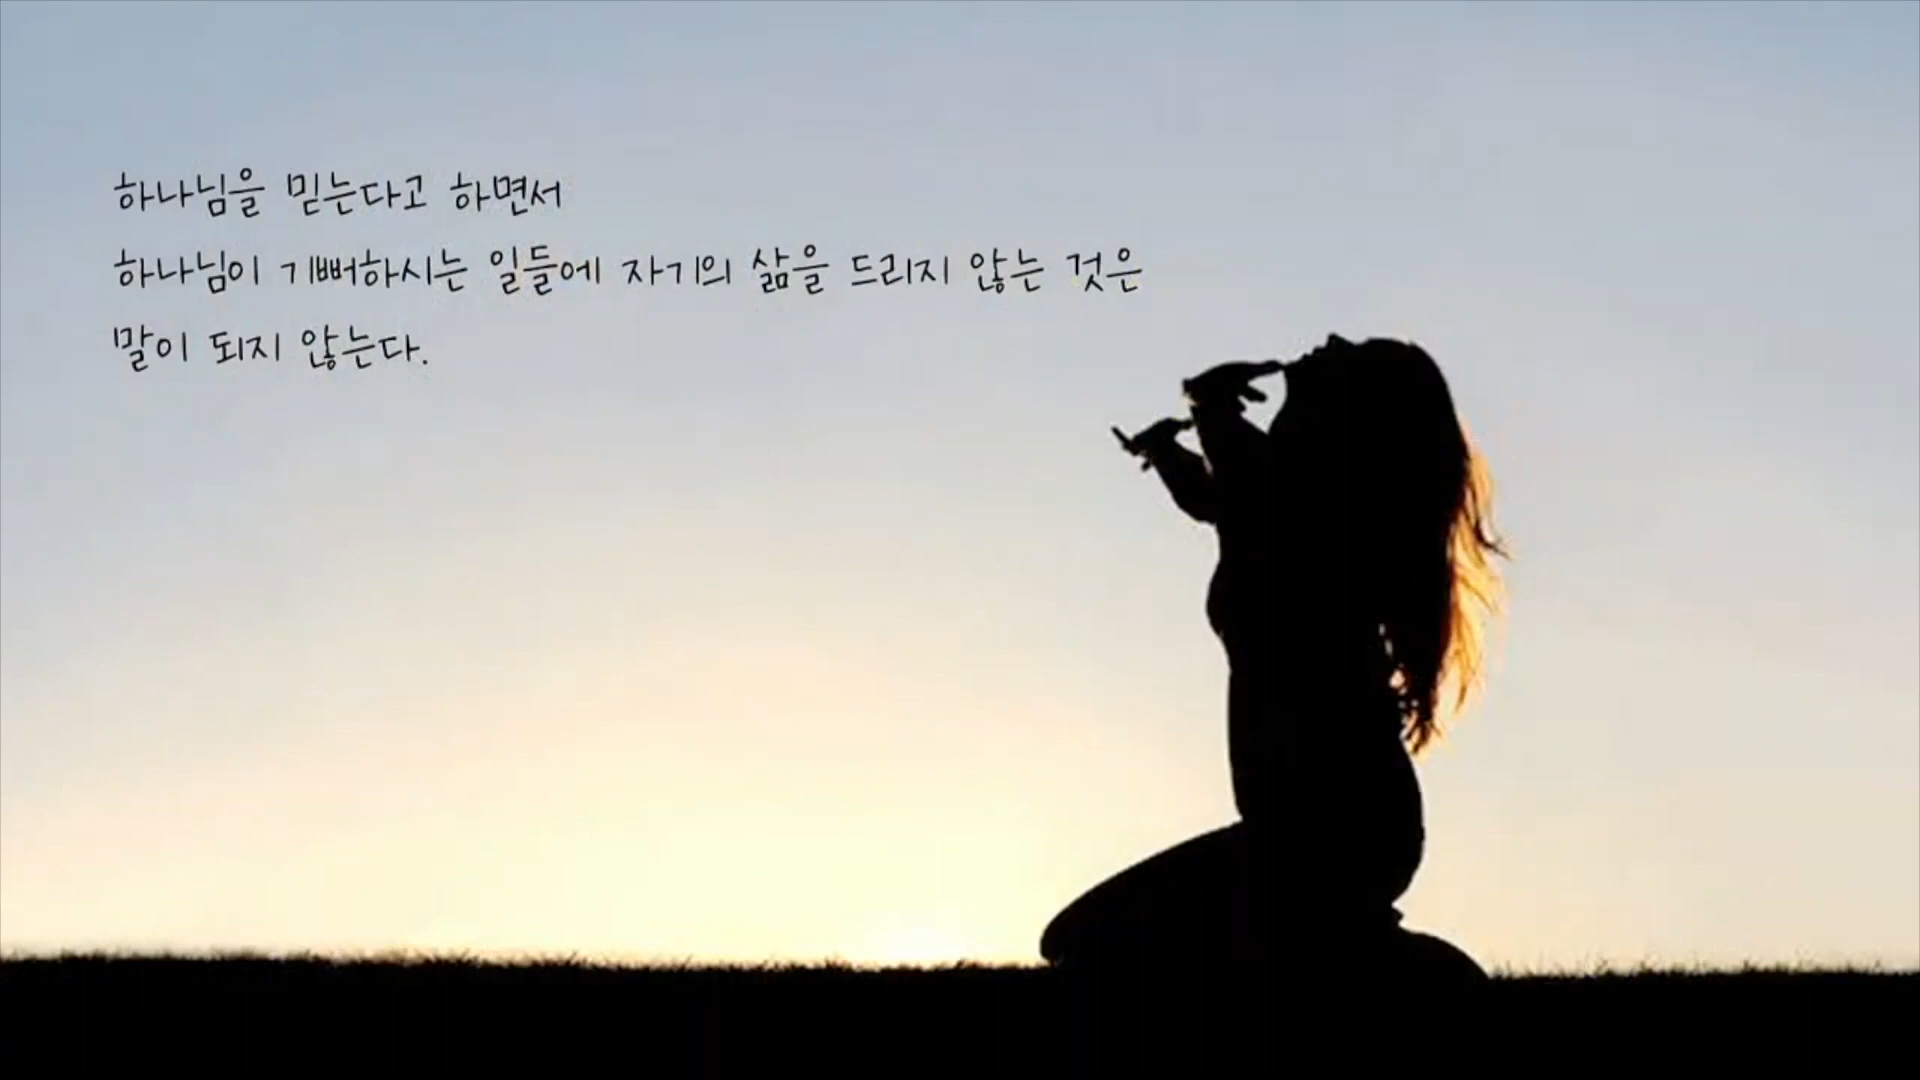 하나님을 믿는다고 하면서
하나님이 기뻐하시는 일들에 자기의 삶을 드리지 않는 것은
말이 되지 않는다.